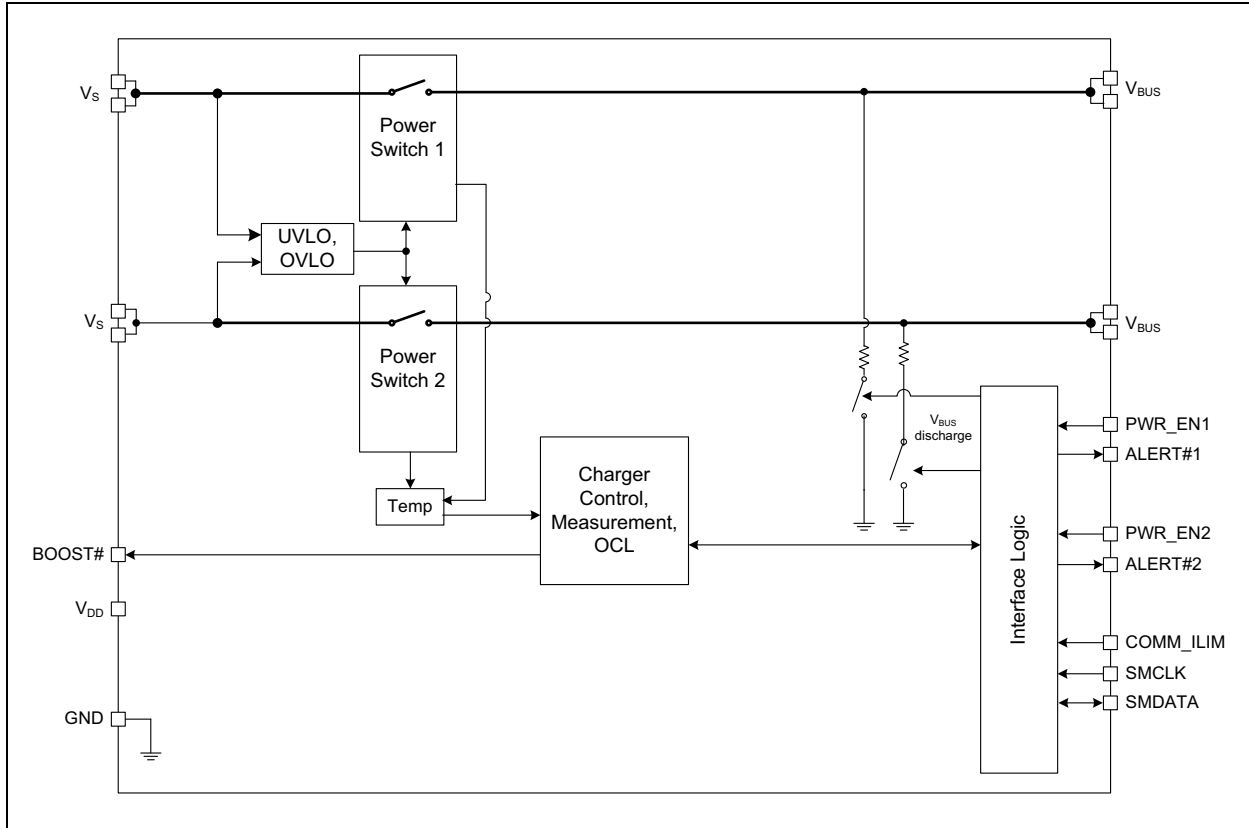 VS
VBUS
Power
Switch 1
UVLO,
OVLO
VS
VBUS
Power
Switch 2
VBUS
discharge
PWR_EN1
ALERT#1
Charger
Control,
Measurement,
OCL
Temp
Interface Logic
PWR_EN2
ALERT#2
BOOST#
VDD
COMM_ILIM
SMCLK
SMDATA
GND